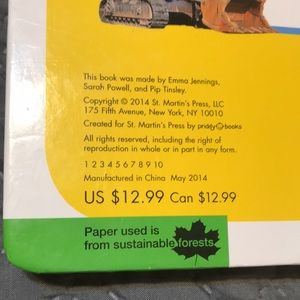 This book was made by Emma Jennings,
Sarah Powell, and Pip Tinsley.
Copyright © 2014 St. Martin's Press, LLC
175 Fifth Avenue, New York, NY 10010
Created for St. Martin's Press by priddy books
All rights reserved, including the right of
reproduction in whole or in part in any form.
1 2 3 4 5 6 7 8 9 10
Manufactured in China May 2014
US $12.99 Can $12.99
Paper used is
from sustainable forests.